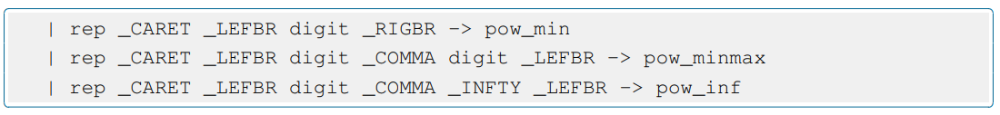 | rep _CARET _LEFBR digit _RIGBR -> pow_min
| rep _CARET _LEFBR digit _COMMA digit _LEFBR -> pow_minmax
| rep _CARET _LEFBR digit _COMMA _INFTY _LEFBR -> pow_inf